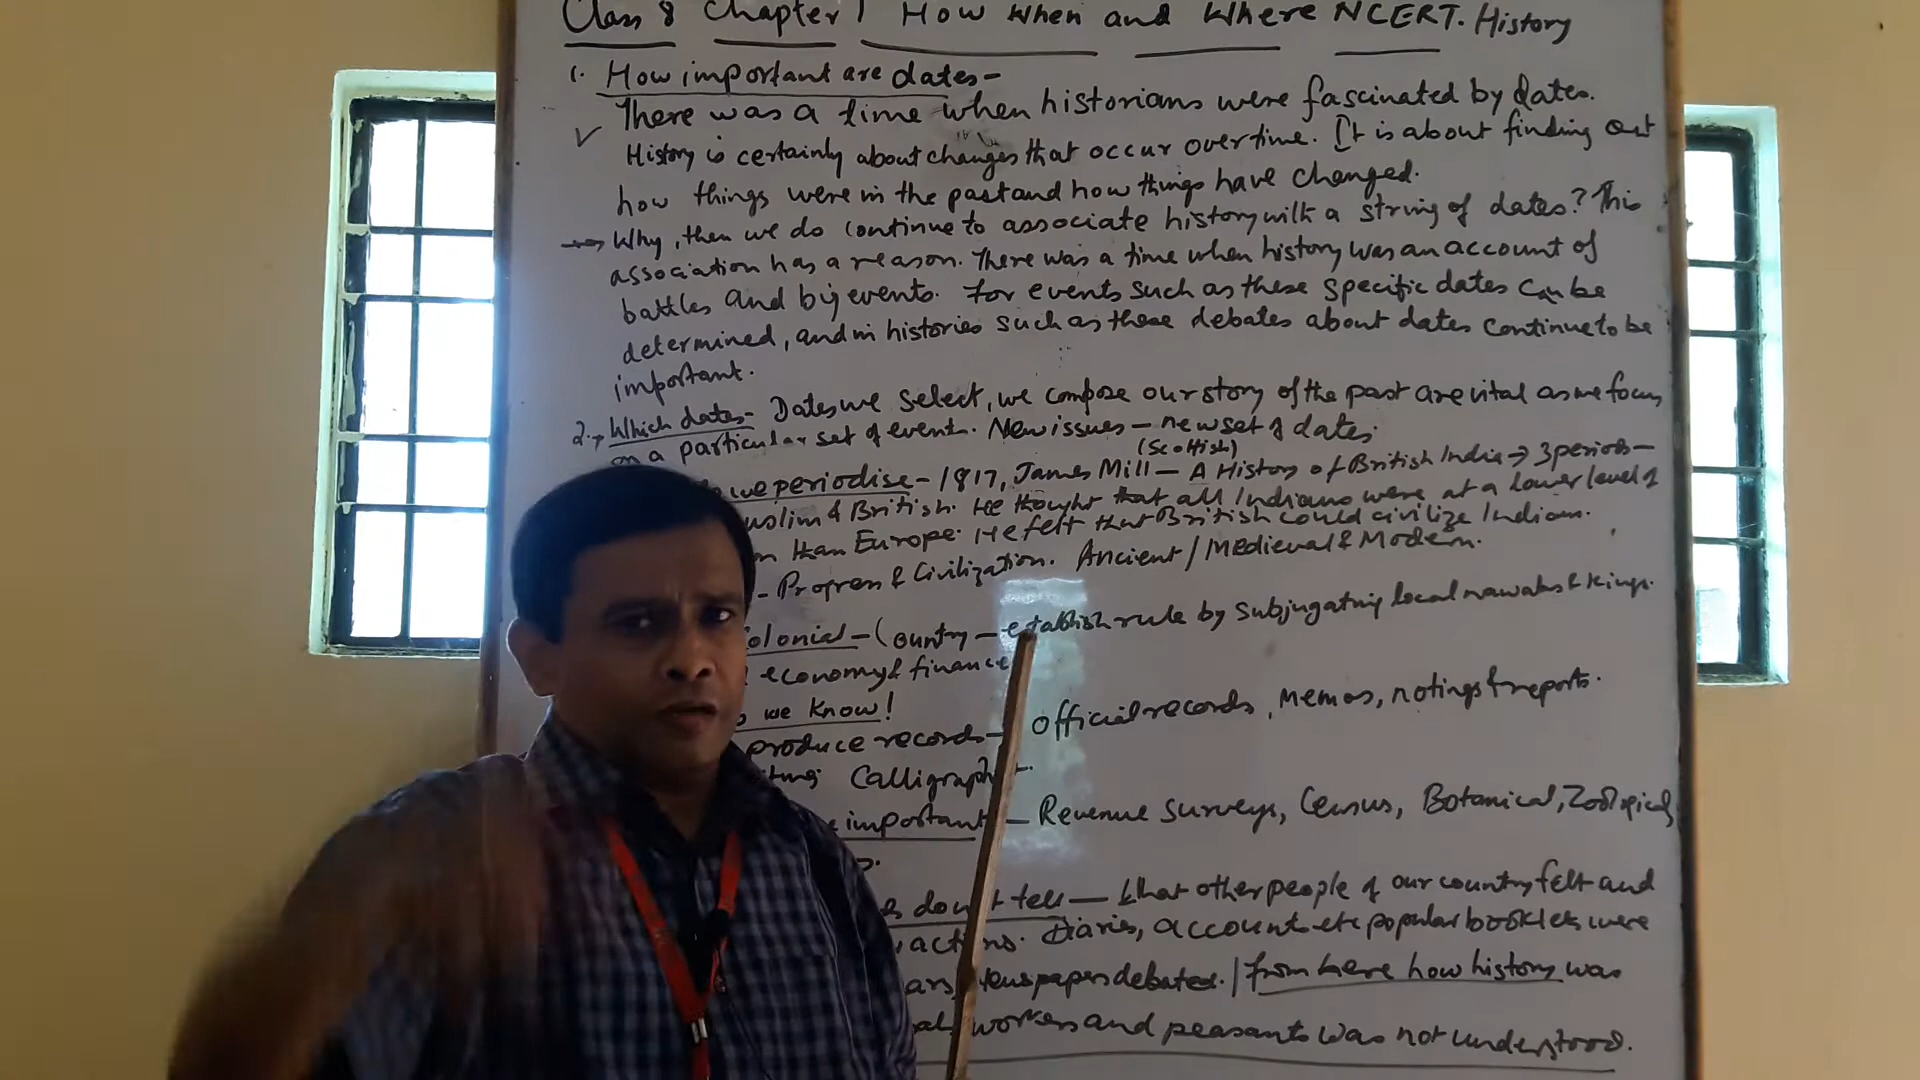 Class 8 Chapter 1 How When and Where NCERT. History
1. How important are dates-
There was a time when historians were fascinated by dates.
History is certainly about changes that occur overtime. It is about finding out
how things were in the past and how things have changed.
→ Why, then we do continue to associate history with a string of dates? This
association has a reason. There was a time when history was an account of
battles and big events. For events such as these specific dates can be
determined, and in histories such as these debates about dates continue to be
important.
2.→ Which dates- Dates we select, we compose our story of the past are vital as we focus
on a particular set of event. New issues - new set of dates.
(Scottish)
we periodise - 1817, James Mill - A History of British India → 3 periods -
uslim & British. He thought that all Indians were at a lower level of
n than Europe. He felt that British could civilize Indians.
- Progress & Civilization. Ancient / Medieval & Modern.
olonial - Country - establish rule by subjugating local nawabs & kings.
economy & finance
we know!
produce records - official records, memos, notings & reports.
iting Calligraph
important - Revenue surveys, Census, Botanical, Zoological

s don't tell - What other people of our country felt and
actions. Diaries, accounts etc popular booklets were
ars, Newspapers debated. / from here how history was
al workers and peasants was not understood.